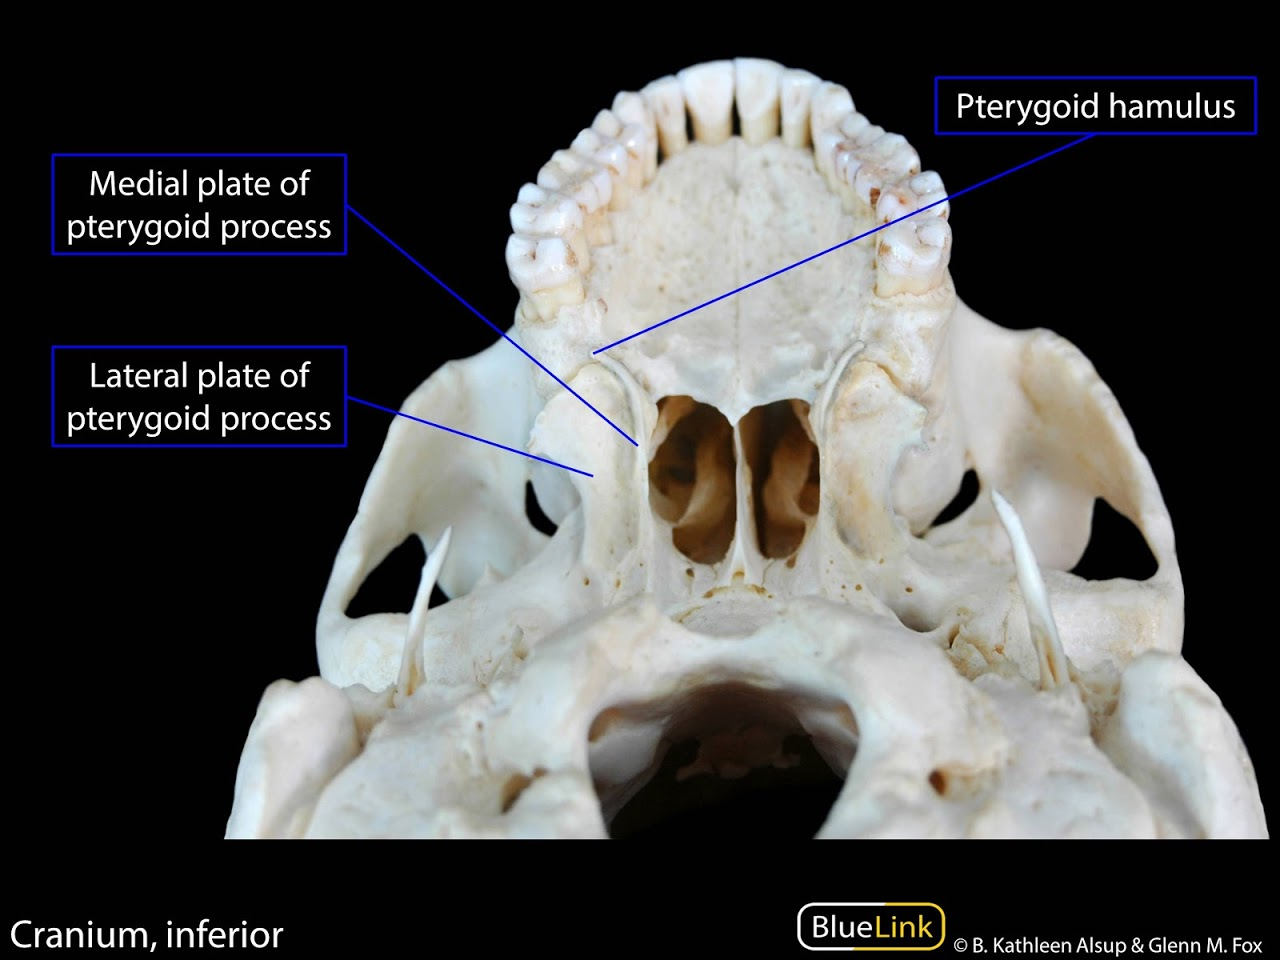 Pterygoid hamulus
Medial plate of
pterygoid process
Lateral plate of
pterygoid process
Cranium, inferior
BlueLink
© B. Kathleen Alsup & Glenn M. Fox